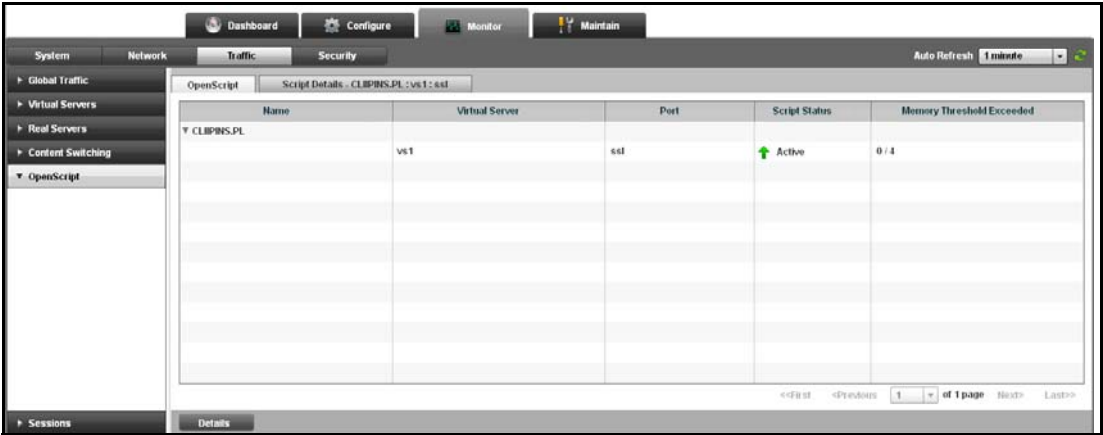 Dashboard Configure Monitor Maintain
System Network Traffic Security Auto Refresh 1 minute
Global Traffic
Virtual Servers
Real Servers
Content Switching
OpenScript
Sessions
OpenScript Script Details - CLIIPINS.PL : vs1 : ssl
Name Virtual Server Port Script Status Memory Threshold Exceeded
CLIIPINS.PL
vs1 ssl Active 0 / 4
<<First <Previous 1 of 1 page Next> Last>>
Details